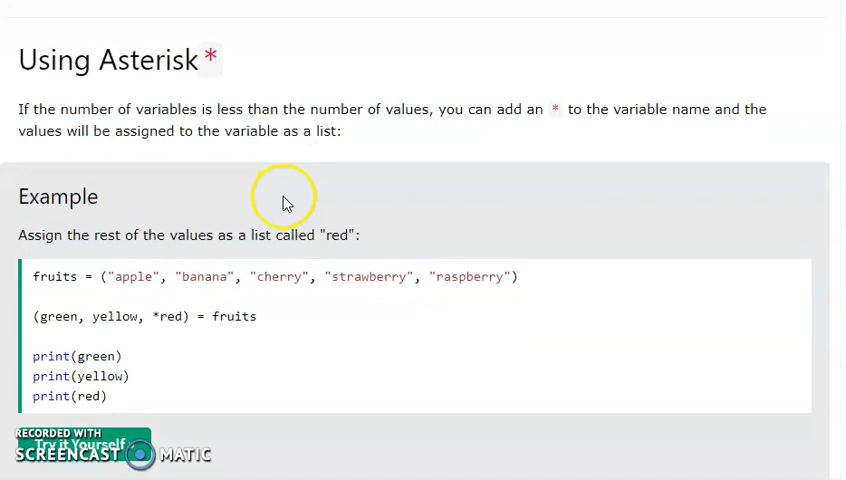 Using Asterisk*
If the number of variables is less than the number of values, you can add an * to the variable name and the
values will be assigned to the variable as a list:
Example
Assign the rest of the values as a list called "red":
fruits = ("apple", "banana", "cherry", "strawberry", "raspberry")
(green, yellow, *red) = fruits
print(green)
print(yellow)
print(red)
RECORDED WITH
Try it Yourself
SCREENCAST MATIC